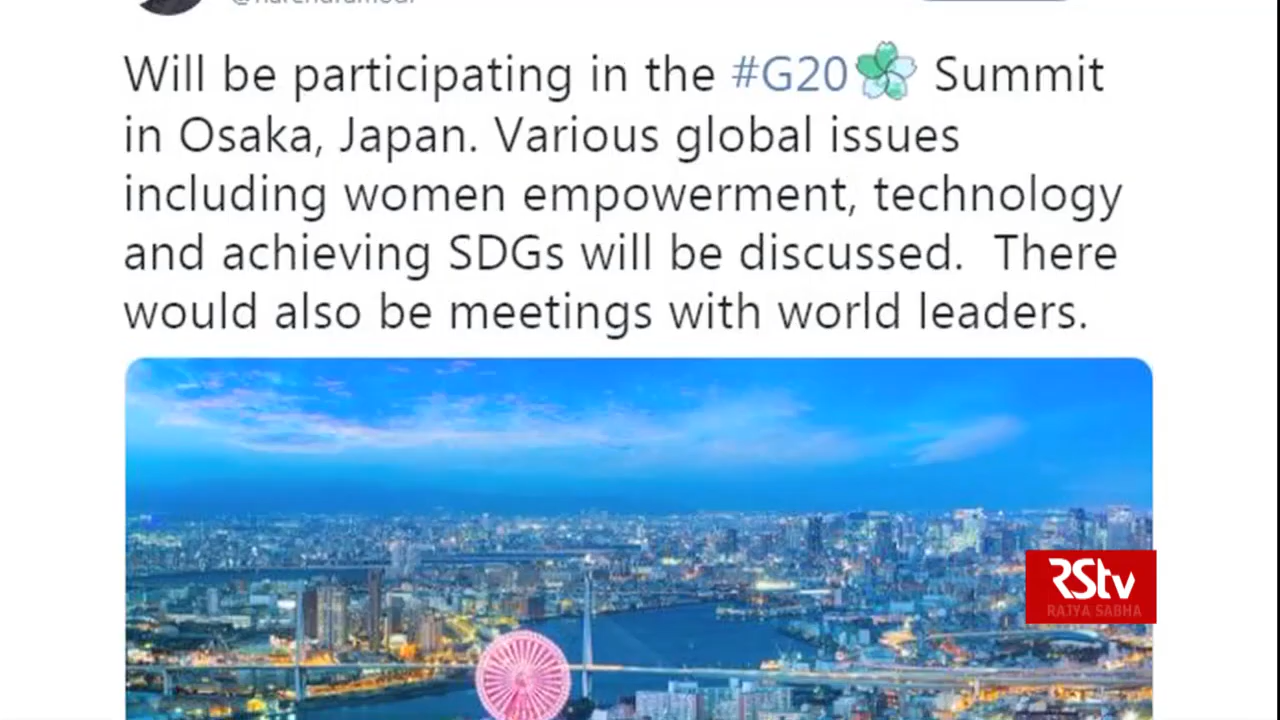 Will be participating in the #G20 Summit
in Osaka, Japan. Various global issues
including women empowerment, technology
and achieving SDGs will be discussed.  There
would also be meetings with world leaders.
RStv
RAJYA SABHA